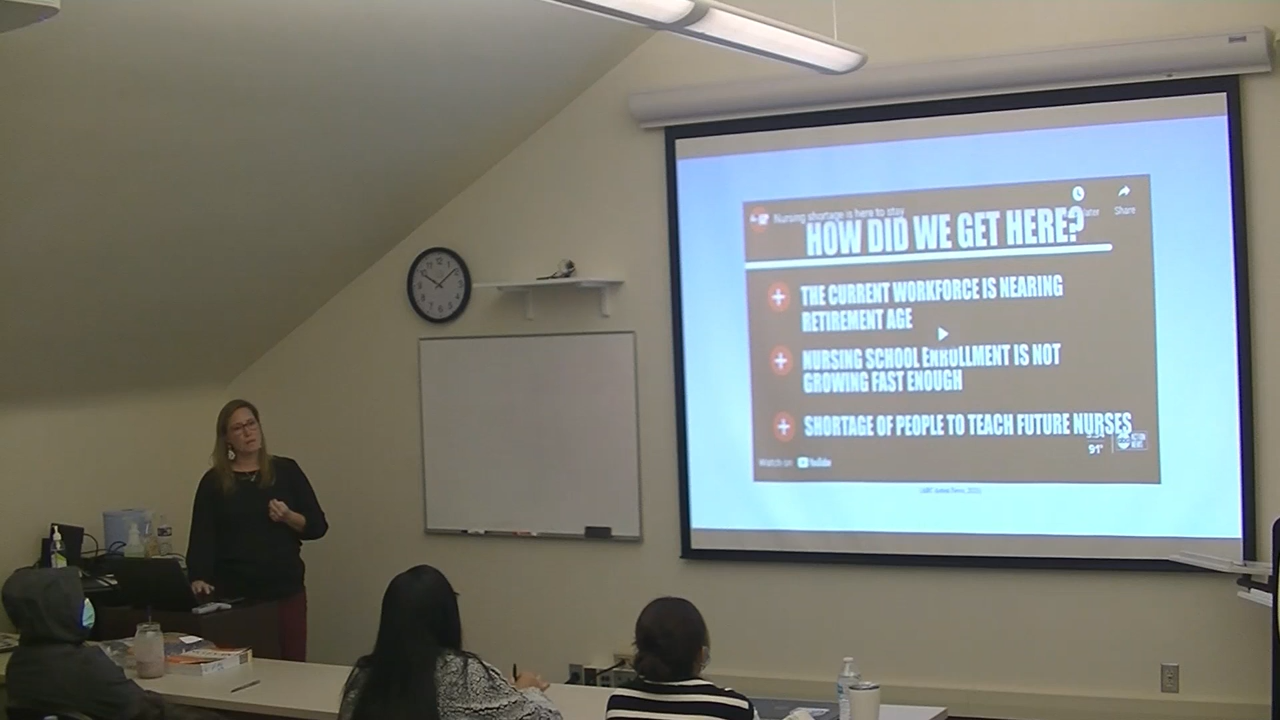 Nursing shortage is here to stay
Share
HOW DID WE GET HERE?
THE CURRENT WORKFORCE IS NEARING
RETIREMENT AGE
NURSING SCHOOL ENROLLMENT IS NOT
GROWING FAST ENOUGH
SHORTAGE OF PEOPLE TO TEACH FUTURE NURSES
91°
Watch on YouTube